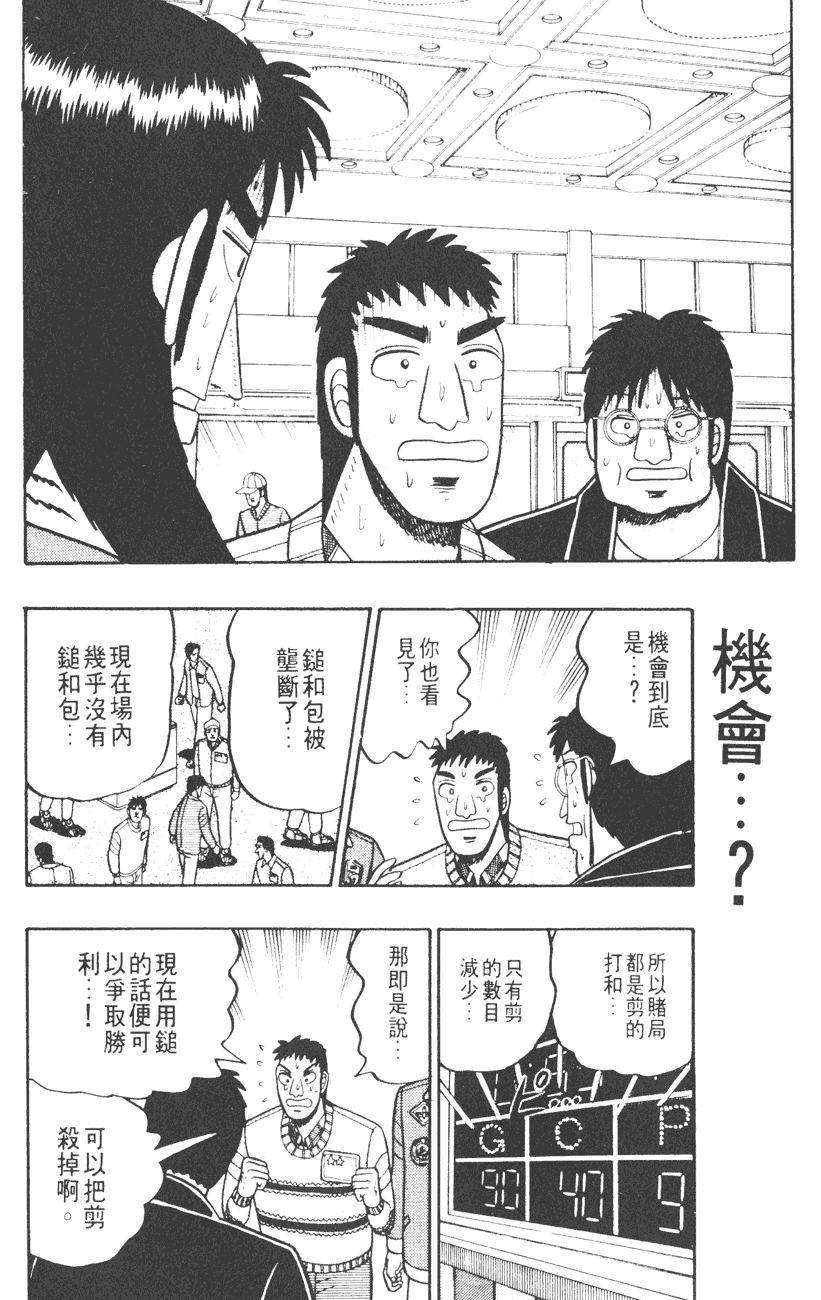 機會…?
機會到底
是…?
你也看
見了…
鎚和包被
壟斷了…
現在場內
幾乎沒有
鎚和包…
所以賭局
都是剪的
打和…
只有剪
的數目
減少…
G C P
90 40 9
那即是說…
現在用鎚
的話便可
以爭取勝
利…!
可以把剪
殺掉啊。